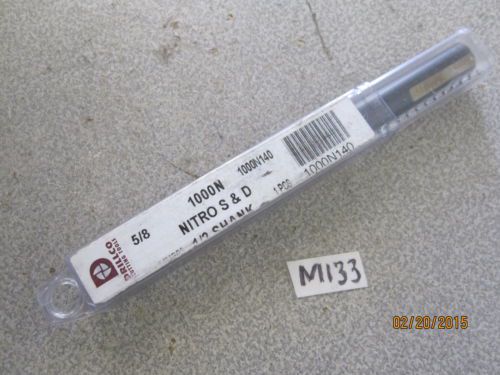 DRILLCO
CUTTING TOOLS
5/8
1000N
1000N140
NITRO S & D
1 PCS
1000N140
1/2 SHANK
M133
02/20/2015